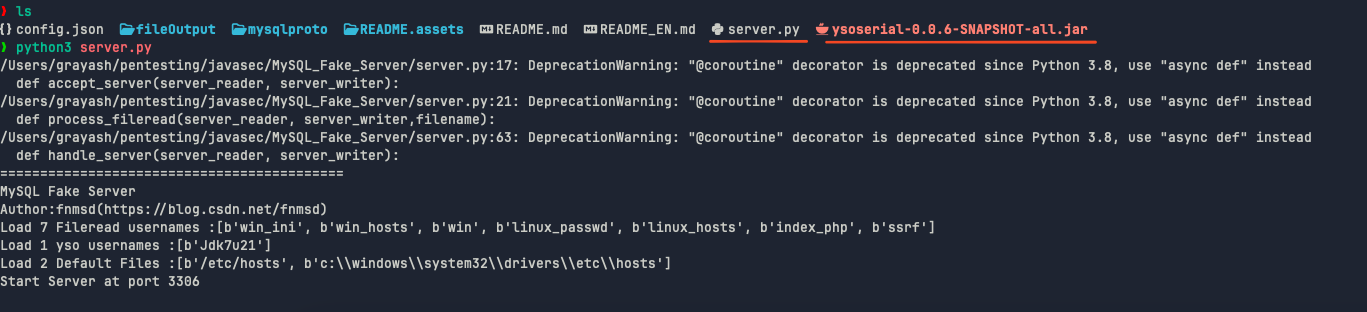 ❯ ls
{} config.json fileOutput mysqlproto README.assets README.md README_EN.md server.py ysoserial-0.0.6-SNAPSHOT-all.jar
❯ python3 server.py
/Users/grayash/pentesting/javasec/MySQL_Fake_Server/server.py:17: DeprecationWarning: "@coroutine" decorator is deprecated since Python 3.8, use "async def" instead
  def accept_server(server_reader, server_writer):
/Users/grayash/pentesting/javasec/MySQL_Fake_Server/server.py:21: DeprecationWarning: "@coroutine" decorator is deprecated since Python 3.8, use "async def" instead
  def process_fileread(server_reader, server_writer,filename):
/Users/grayash/pentesting/javasec/MySQL_Fake_Server/server.py:63: DeprecationWarning: "@coroutine" decorator is deprecated since Python 3.8, use "async def" instead
  def handle_server(server_reader, server_writer):
===========================================
MySQL Fake Server
Author:fnmsd(https://blog.csdn.net/fnmsd)
Load 7 Fileread usernames :[b'win_ini', b'win_hosts', b'win', b'linux_passwd', b'linux_hosts', b'index_php', b'ssrf']
Load 1 yso usernames :[b'Jdk7u21']
Load 2 Default Files :[b'/etc/hosts', b'c:\\windows\\system32\\drivers\\etc\\hosts']
Start Server at port 3306